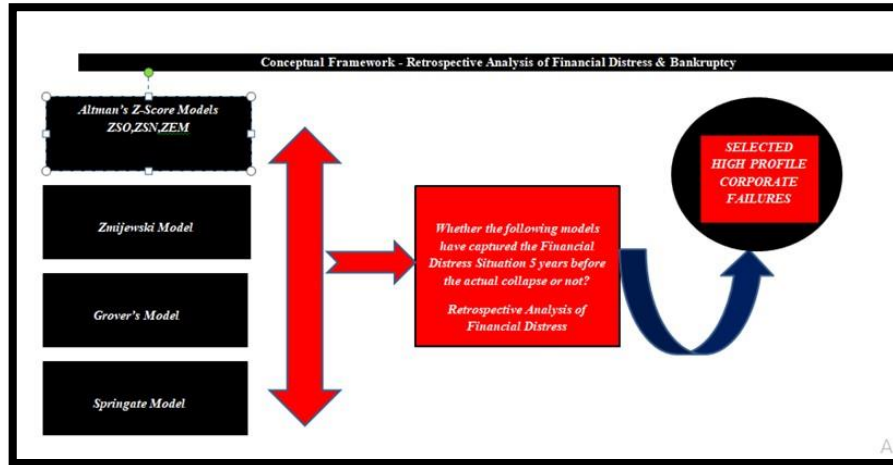 Conceptual Framework - Retrospective Analysis of Financial Distress & Bankruptcy
Altman's Z-Score Models
ZSO,ZSN,ZEM
Zmijewski Model
Grover's Model
Springate Model
Whether the following models
have captured the Financial
Distress Situation 5 years before
the actual collapse or not?
Retrospective Analysis of
Financial Distress
SELECTED
HIGH PROFILE
CORPORATE
FAILURES
A